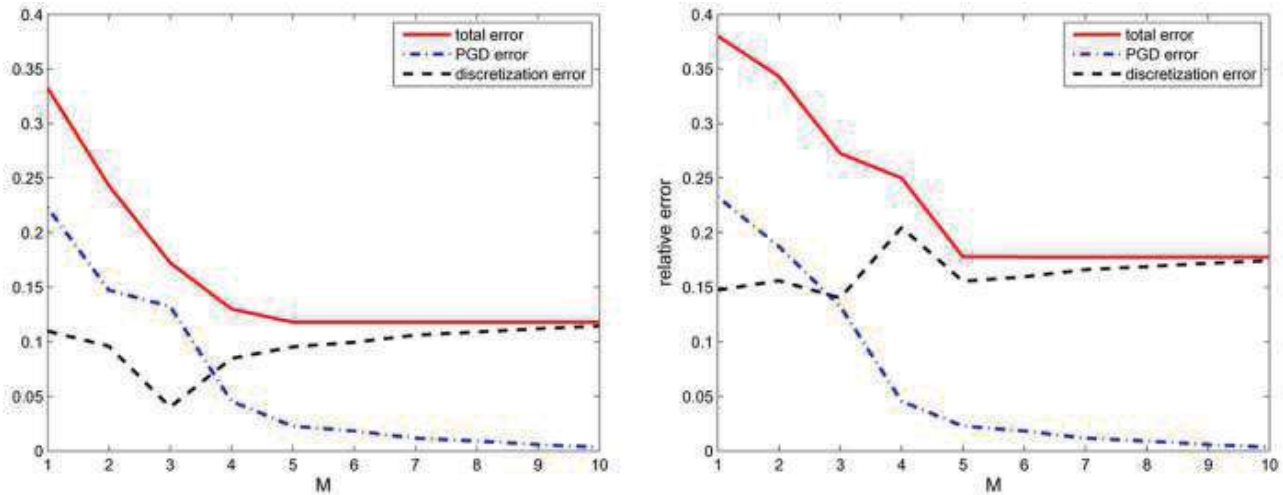 0.4
0.35
0.3
0.25
0.2
0.15
0.1
0.05
0
total error
PGD error
discretization error
1 2 3 4 5 6 7 8 9 10
M
relative error
0.4
0.35
0.3
0.25
0.2
0.15
0.1
0.05
0
total error
PGD error
discretization error
1 2 3 4 5 6 7 8 9 10
M